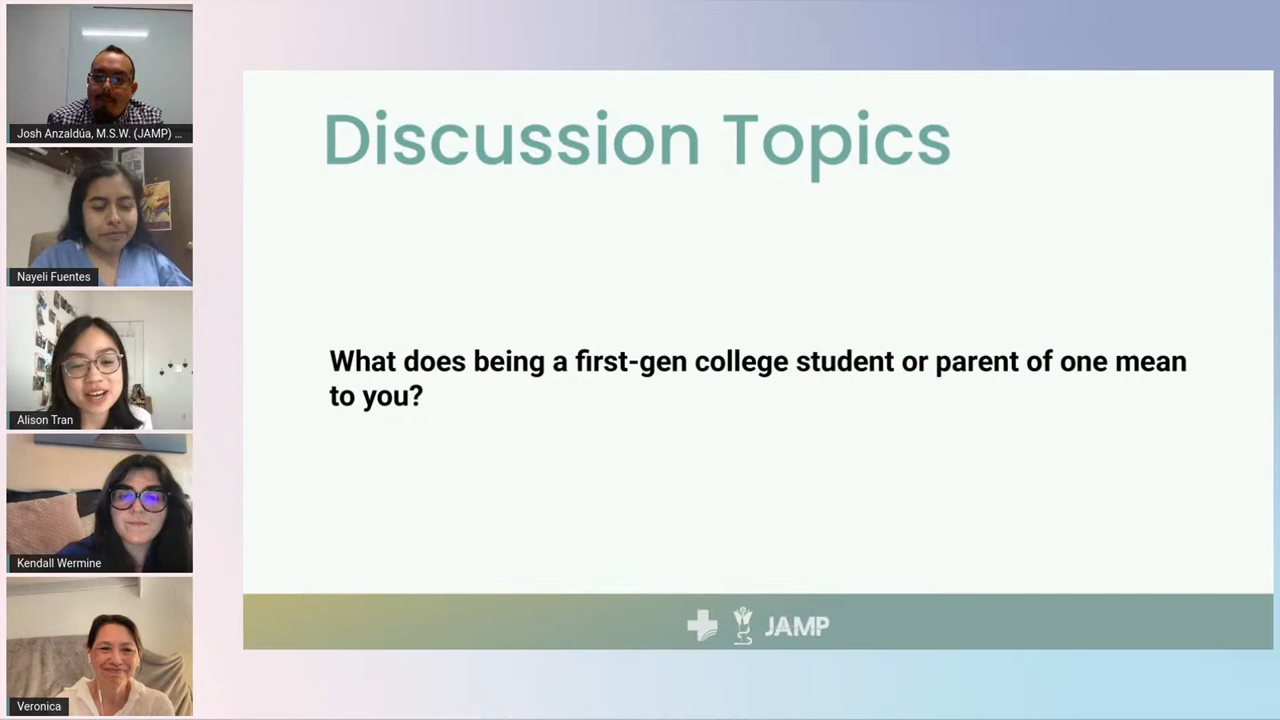 Josh Anzaldúa, M.S.W. (JAMP) ...
Nayeli Fuentes
Alison Tran
Kendall Wermine
Veronica
Discussion Topics
What does being a first-gen college student or parent of one mean
to you?
JAMP